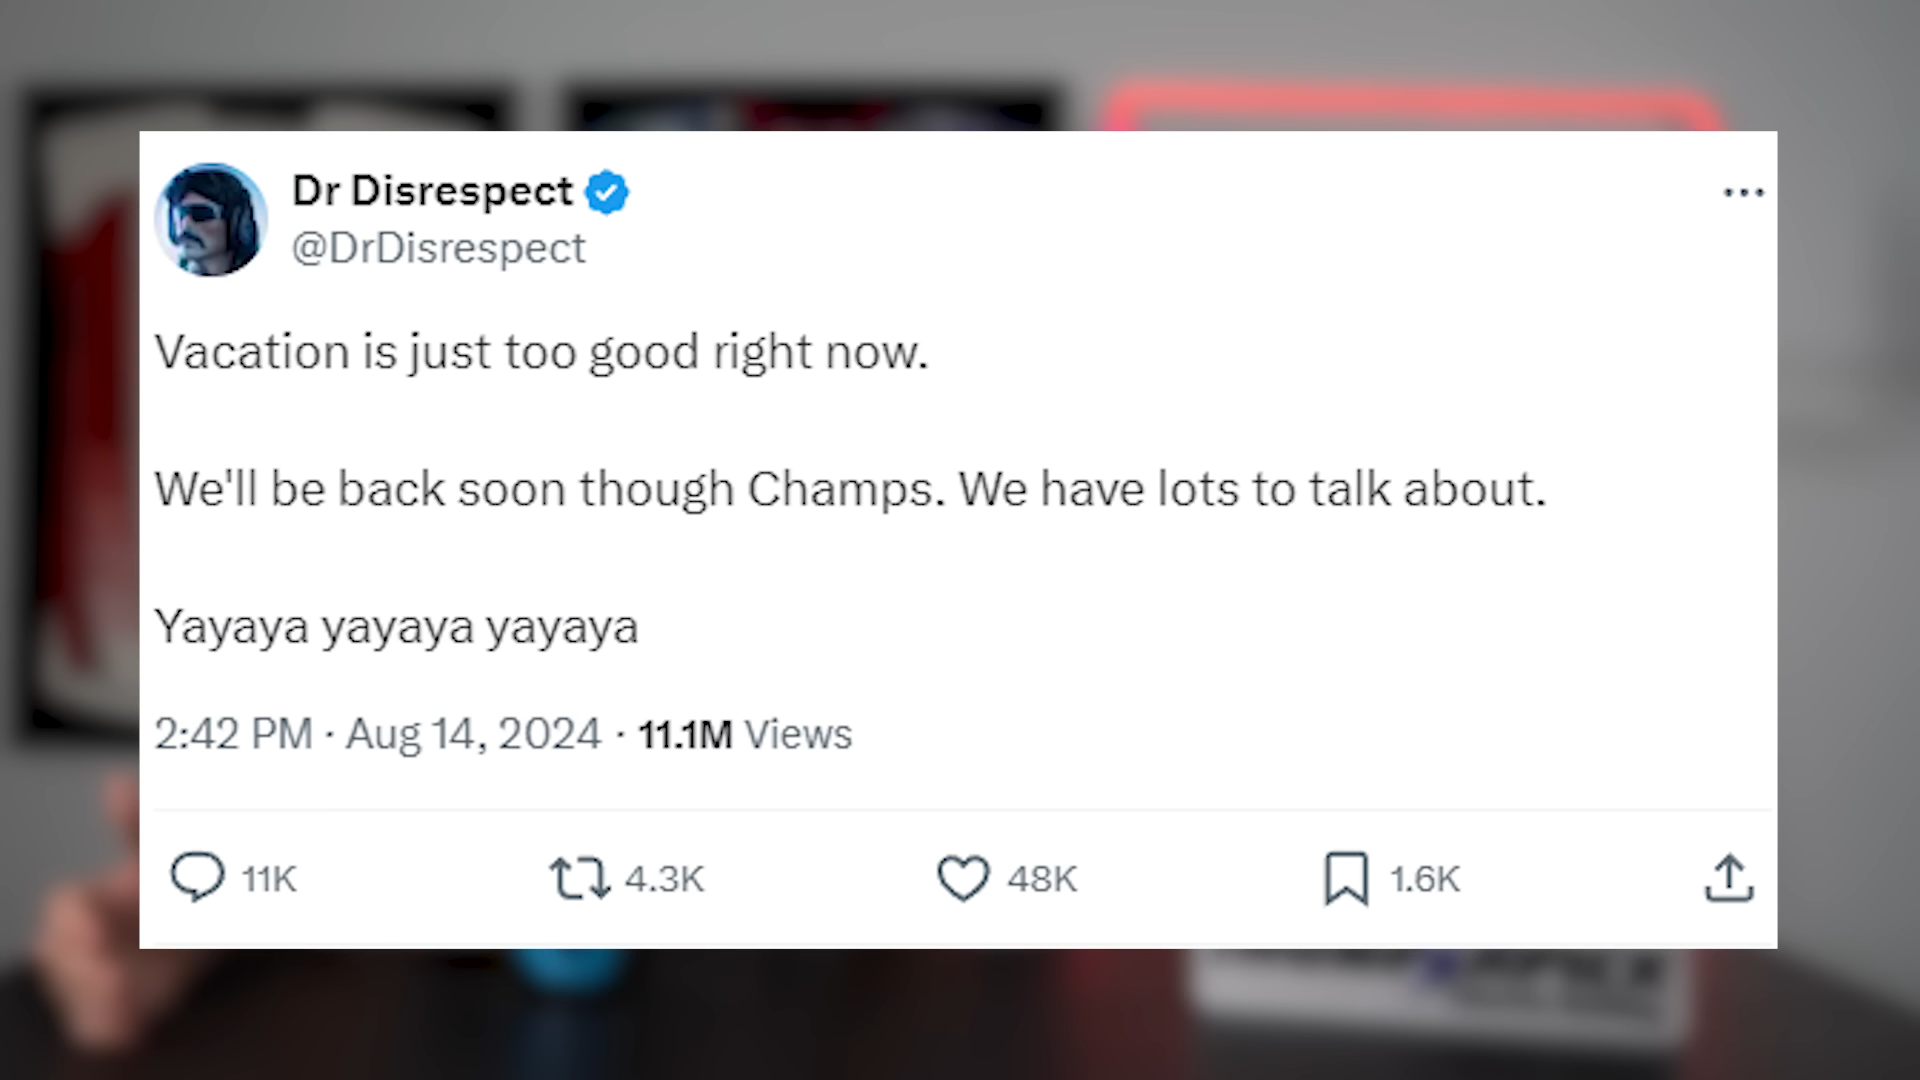 Dr Disrespect
@DrDisrespect
Vacation is just too good right now.
We'll be back soon though Champs. We have lots to talk about.
Yayaya yayaya yayaya
2:42 PM · Aug 14, 2024 · 11.1M Views
11K 4.3K 48K 1.6K